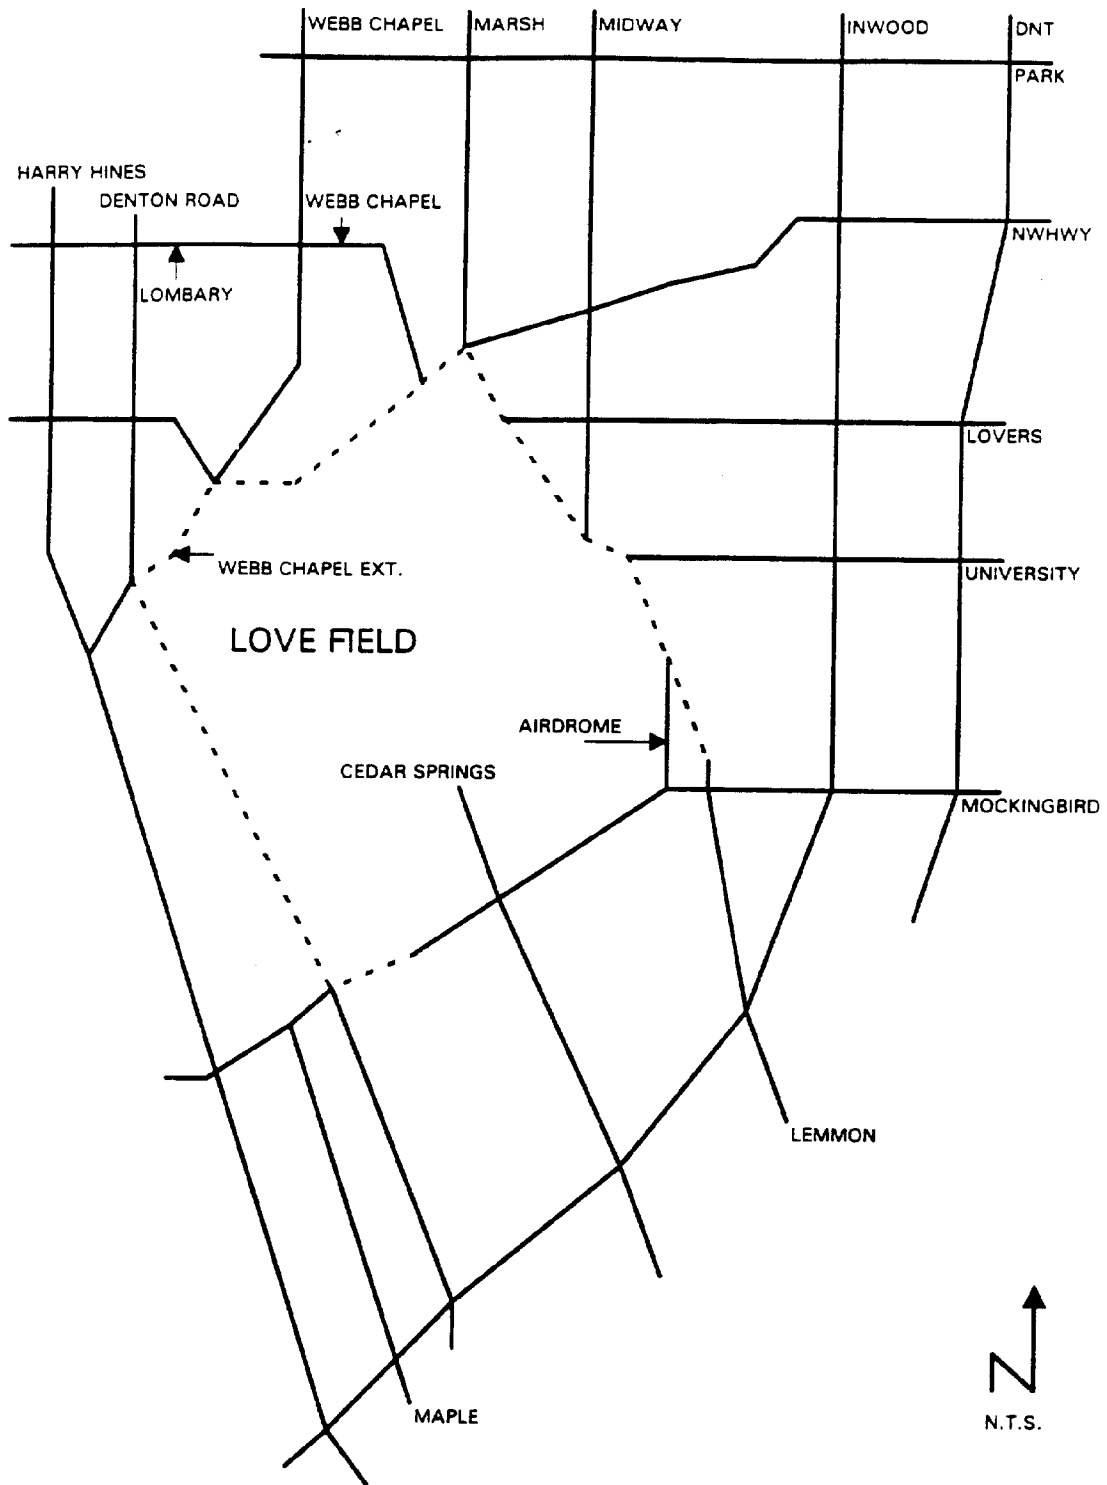 WEBB CHAPEL
MARSH
MIDWAY
INWOOD
DNT
PARK
HARRY HINES
DENTON ROAD
WEBB CHAPEL
NWHWY
LOMBARY
LOVERS
WEBB CHAPEL EXT.
UNIVERSITY
LOVE FIELD
AIRDROME
CEDAR SPRINGS
MOCKINGBIRD
LEMMON
MAPLE
N.T.S.